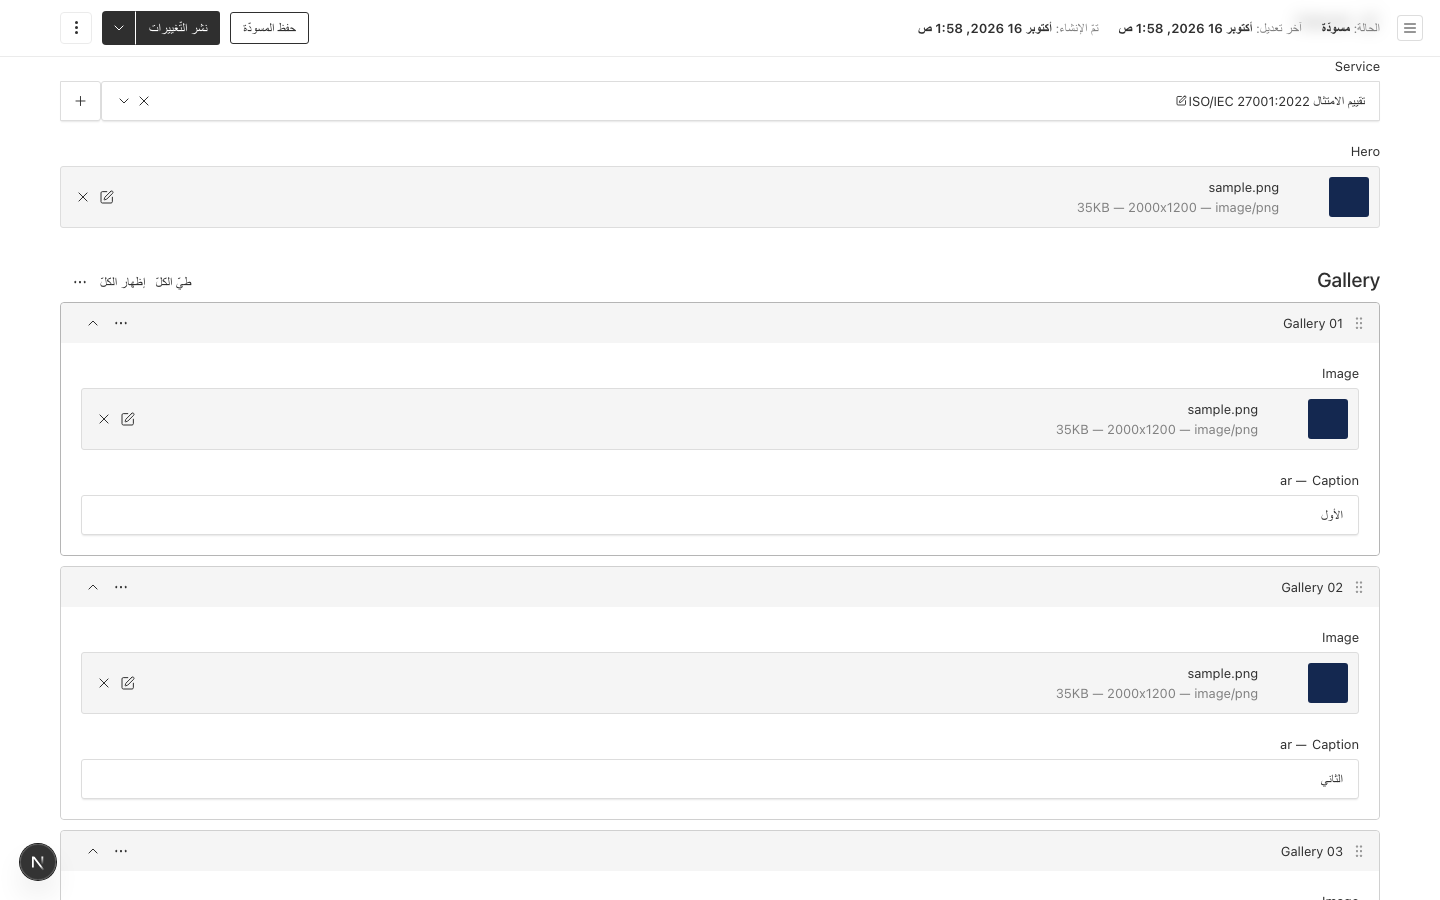 الحالة: مسودّة آخر تعديل: أكتوبر 16 2026, 1:58 ص تمّ الإنشاء: أكتوبر 16 2026, 1:58 ص حفظ المسودّة نشر التّغييرات
Service
تقييم الامتثال ISO/IEC 27001:2022
Hero
sample.png
35KB — 2000x1200 — image/png
Gallery طيّ الكلّ إظهار الكلّ
Gallery 01
Image
sample.png
35KB — 2000x1200 — image/png
ar — Caption
الأول
Gallery 02
Image
sample.png
35KB — 2000x1200 — image/png
ar — Caption
الثاني
Gallery 03
Image
N